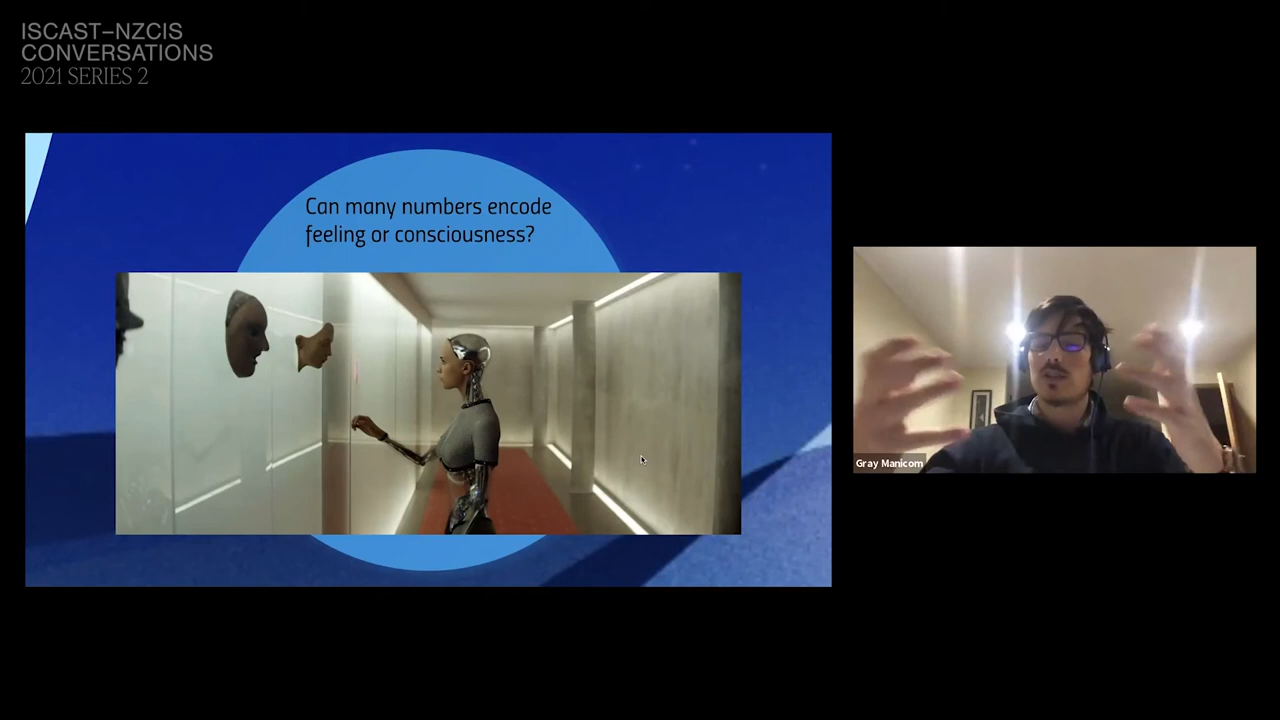 ISCAST–NZCIS
CONVERSATIONS
2021 SERIES 2
Can many numbers encode
feeling or consciousness?
Gray Manicom